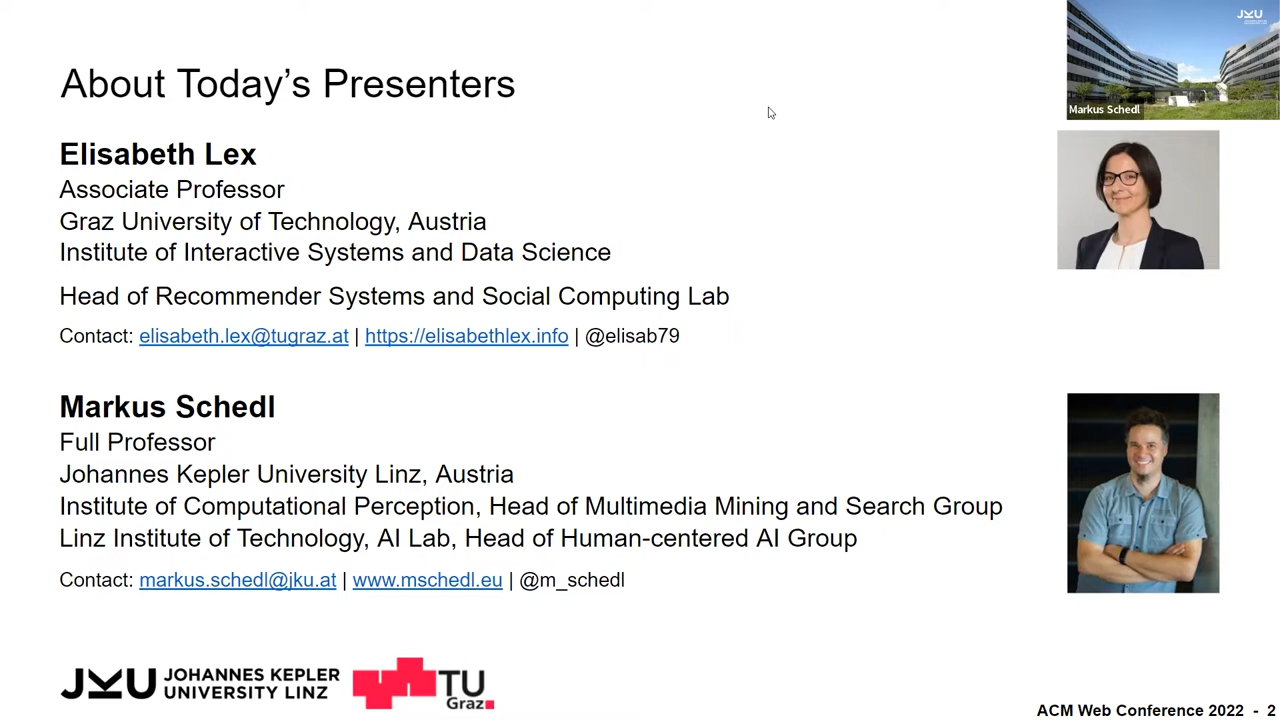 JKU
Markus Schedl
About Today's Presenters
Elisabeth Lex
Associate Professor
Graz University of Technology, Austria
Institute of Interactive Systems and Data Science
Head of Recommender Systems and Social Computing Lab
Contact: elisabeth.lex@tugraz.at | https://elisabethlex.info | @elisab79
Markus Schedl
Full Professor
Johannes Kepler University Linz, Austria
Institute of Computational Perception, Head of Multimedia Mining and Search Group
Linz Institute of Technology, AI Lab, Head of Human-centered AI Group
Contact: markus.schedl@jku.at | www.mschedl.eu | @m_schedl
JKU JOHANNES KEPLER
UNIVERSITY LINZ
TU
Graz
ACM Web Conference 2022 - 2